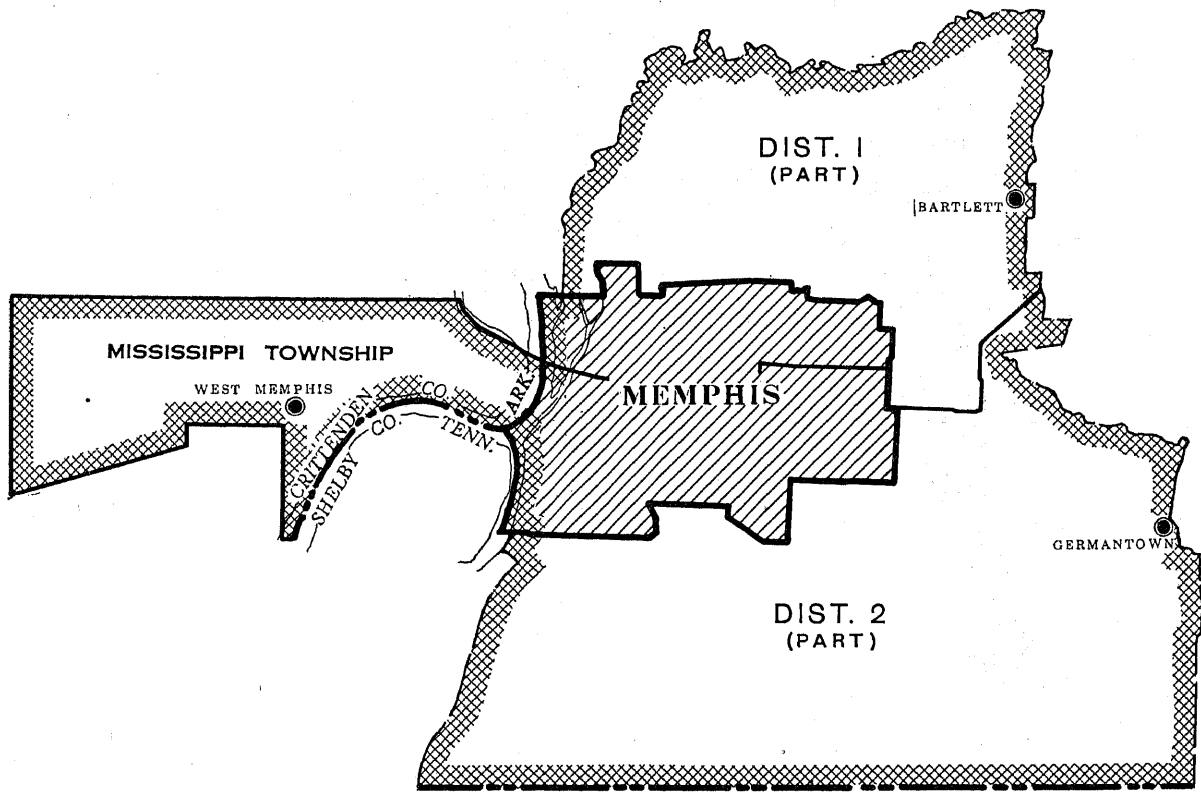 DIST. 1
(PART)
BARTLETT
MISSISSIPPI TOWNSHIP
WEST MEMPHIS
CRITTENDEN CO. ARK.
SHELBY CO. TENN.
MEMPHIS
GERMANTOWN
DIST. 2
(PART)